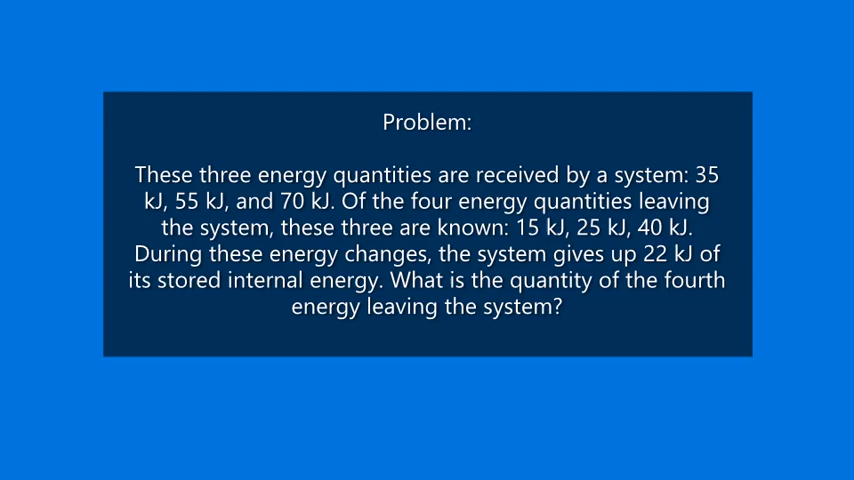 Problem:
These three energy quantities are received by a system: 35
kJ, 55 kJ, and 70 kJ. Of the four energy quantities leaving
the system, these three are known: 15 kJ, 25 kJ, 40 kJ.
During these energy changes, the system gives up 22 kJ of
its stored internal energy. What is the quantity of the fourth
energy leaving the system?